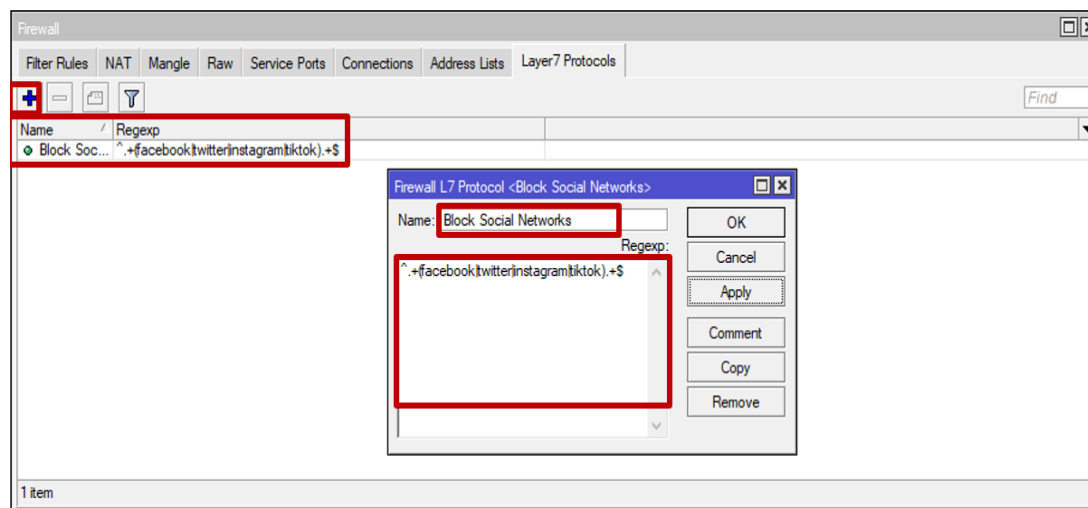 Firewall
Filter Rules NAT Mangle Raw Service Ports Connections Address Lists Layer7 Protocols
Find
Name / Regexp
Block Soc... ^.+(facebook|twitter|instagram|tiktok).+$
Firewall L7 Protocol <Block Social Networks>
Name: Block Social Networks
OK
Regexp:
Cancel
^.+(facebook|twitter|instagram|tiktok).+$
Apply
Comment
Copy
Remove
1 item